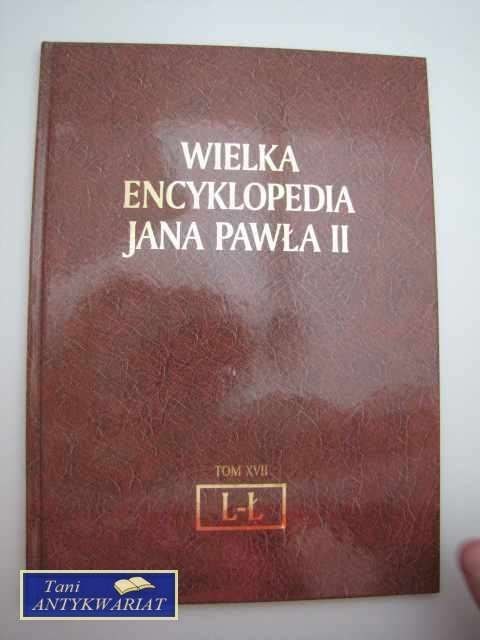 WIELKA
ENCYKLOPEDIA
JANA PAWŁA II
TOM XVII
L-Ł
Tani
ANTYKWARIAT